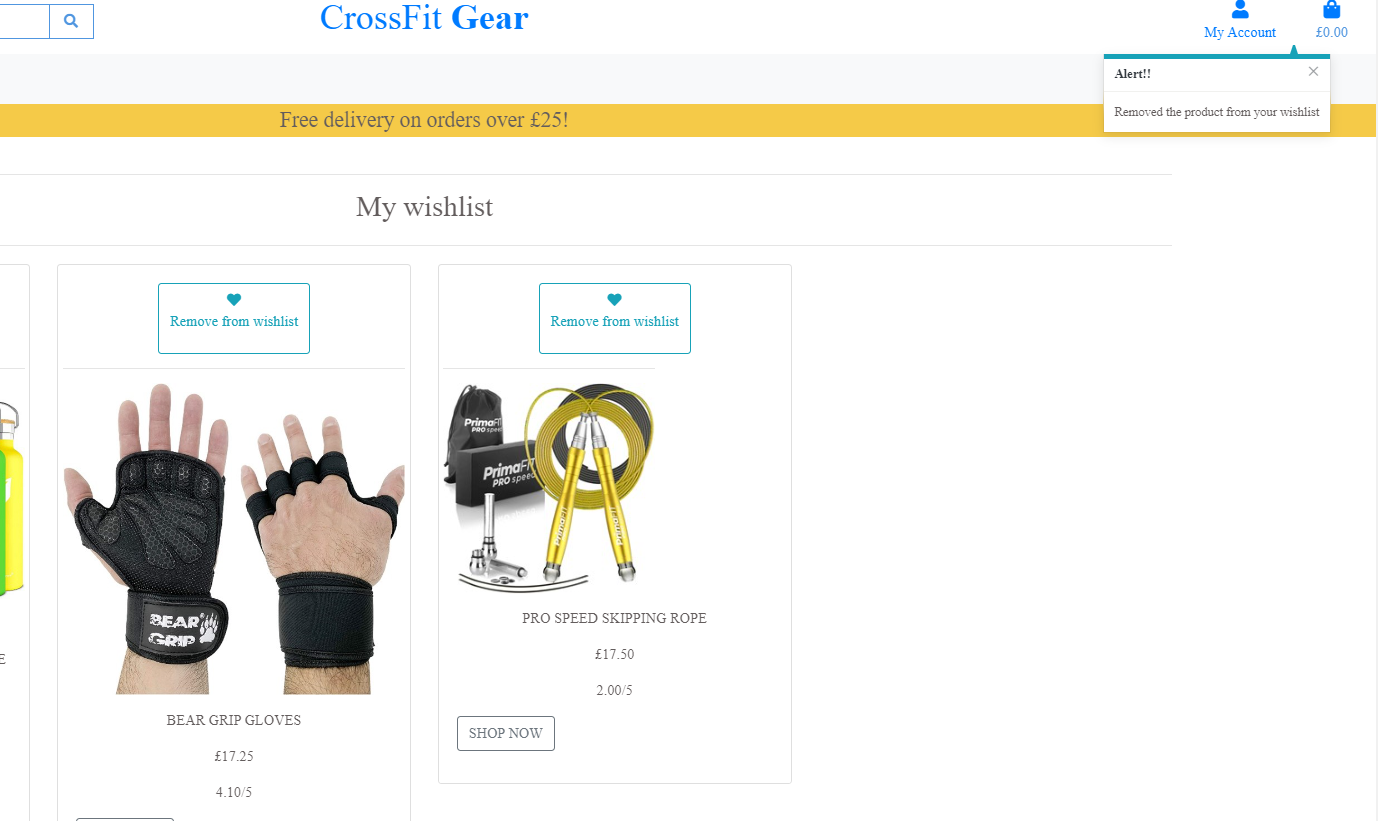 CrossFit Gear
My Account
£0.00
Alert!!
Removed the product from your wishlist
Free delivery on orders over £25!
My wishlist
Remove from wishlist
Remove from wishlist
PrimaFIT
PRO speed
PrimaFIT
PRO speed
PrimaFIT
PrimaFIT
BEAR
GRIP
E
BEAR GRIP GLOVES
£17.25
4.10/5
PRO SPEED SKIPPING ROPE
£17.50
2.00/5
SHOP NOW